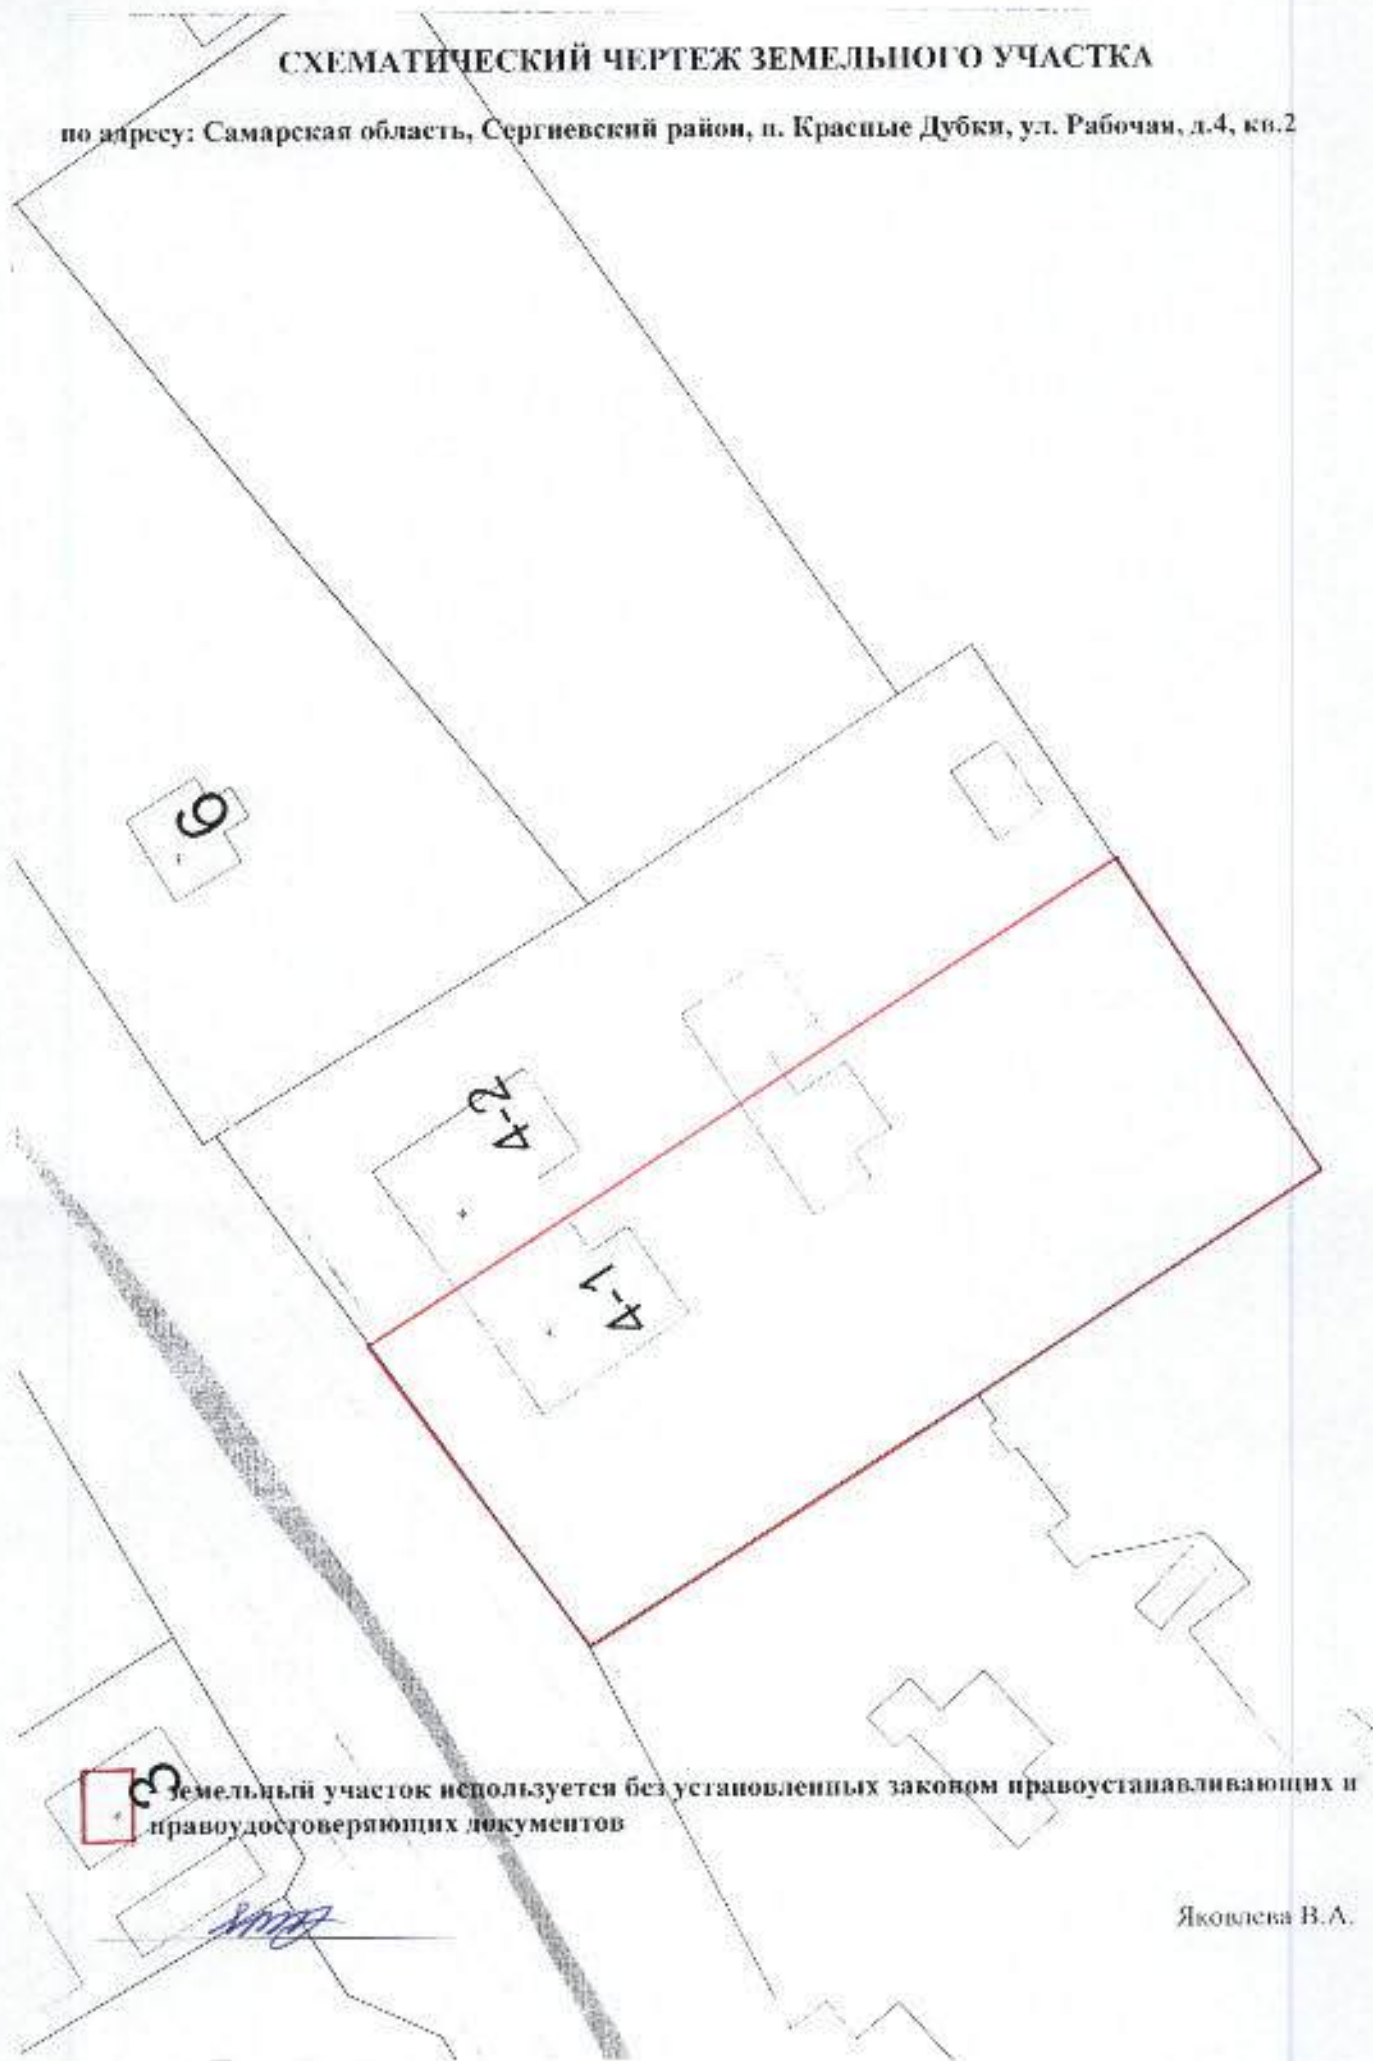 СХЕМАТИЧЕСКИЙ ЧЕРТЕЖ ЗЕМЕЛЬНОГО УЧАСТКА
по адресу: Самарская область, Сергиевский район, п. Красные Дубки, ул. Рабочая, д.4, кв.2
6
4-2
4-1
3
- земельный участок используется без установленных законом правоустанавливающих и
правоудостоверяющих документов
Яковлева В.А.